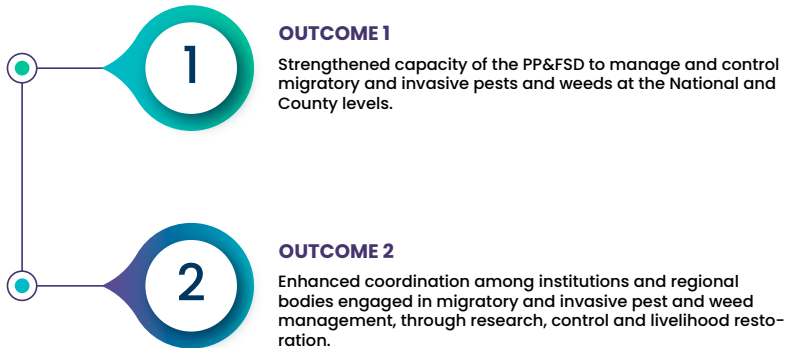 1
OUTCOME 1
Strengthened capacity of the PP&FSD to manage and control
migratory and invasive pests and weeds at the National and
County levels.
2
OUTCOME 2
Enhanced coordination among institutions and regional
bodies engaged in migratory and invasive pest and weed
management, through research, control and livelihood resto-
ration.